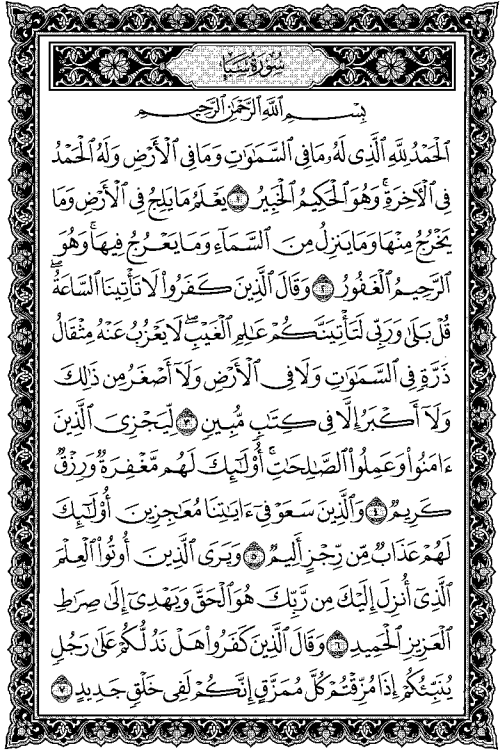 سُورَةُ سَبَإٍ
بِسْمِ ٱللَّهِ ٱلرَّحْمَٰنِ ٱلرَّحِيمِ
ٱلْحَمْدُ لِلَّهِ ٱلَّذِى لَهُۥ مَا فِى ٱلسَّمَٰوَٰتِ وَمَا فِى ٱلْأَرْضِ وَلَهُ ٱلْحَمْدُ
فِى ٱلْءَاخِرَةِ ۚ وَهُوَ ٱلْحَكِيمُ ٱلْخَبِيرُ ١ يَعْلَمُ مَا يَلِجُ فِى ٱلْأَرْضِ وَمَا
يَخْرُجُ مِنْهَا وَمَا يَنزِلُ مِنَ ٱلسَّمَآءِ وَمَا يَعْرُجُ فِيهَا ۚ وَهُوَ
ٱلرَّحِيمُ ٱلْغَفُورُ ٢ وَقَالَ ٱلَّذِينَ كَفَرُوا۟ لَا تَأْتِينَا ٱلسَّاعَةُ ۖ
قُلْ بَلَىٰ وَرَبِّى لَتَأْتِيَنَّكُمْ عَٰلِمِ ٱلْغَيْبِ ۖ لَا يَعْزُبُ عَنْهُ مِثْقَالُ
ذَرَّةٍ فِى ٱلسَّمَٰوَٰتِ وَلَا فِى ٱلْأَرْضِ وَلَآ أَصْغَرُ مِن ذَٰلِكَ
وَلَآ أَكْبَرُ إِلَّا فِى كِتَٰبٍ مُّبِينٍ ٣ لِّيَجْزِىَ ٱلَّذِينَ
ءَامَنُوا۟ وَعَمِلُوا۟ ٱلصَّٰلِحَٰتِ ۚ أُو۟لَٰٓئِكَ لَهُم مَّغْفِرَةٌ وَرِزْقٌ
كَرِيمٌ ٤ وَٱلَّذِينَ سَعَوْ فِىٓ ءَايَٰتِنَا مُعَٰجِزِينَ أُو۟لَٰٓئِكَ
لَهُمْ عَذَابٌ مِّن رِّجْزٍ أَلِيمٌ ٥ وَيَرَى ٱلَّذِينَ أُوتُوا۟ ٱلْعِلْمَ
ٱلَّذِىٓ أُنزِلَ إِلَيْكَ مِن رَّبِّكَ هُوَ ٱلْحَقَّ وَيَهْدِىٓ إِلَىٰ صِرَٰطِ
ٱلْعَزِيزِ ٱلْحَمِيدِ ٦ وَقَالَ ٱلَّذِينَ كَفَرُوا۟ هَلْ نَدُلُّكُمْ عَلَىٰ رَجُلٍ
يُنَبِّئُكُمْ إِذَا مُزِّقْتُمْ كُلَّ مُمَزَّقٍ إِنَّكُمْ لَفِى خَلْقٍ جَدِيدٍ ٧